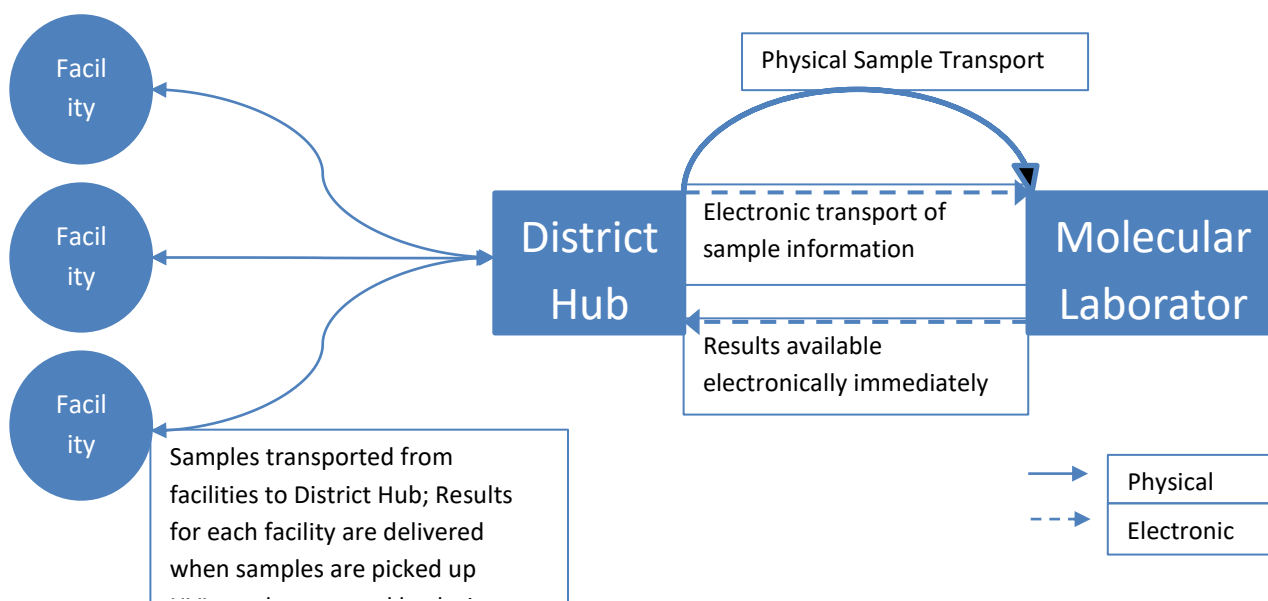 Facil
ity
Facil
ity
Facil
ity
Physical Sample Transport
District
Hub
Electronic transport of
sample information
Results available
electronically immediately
Molecular
Laborator
Samples transported from
facilities to District Hub; Results
for each facility are delivered
when samples are picked up
Physical
Electronic